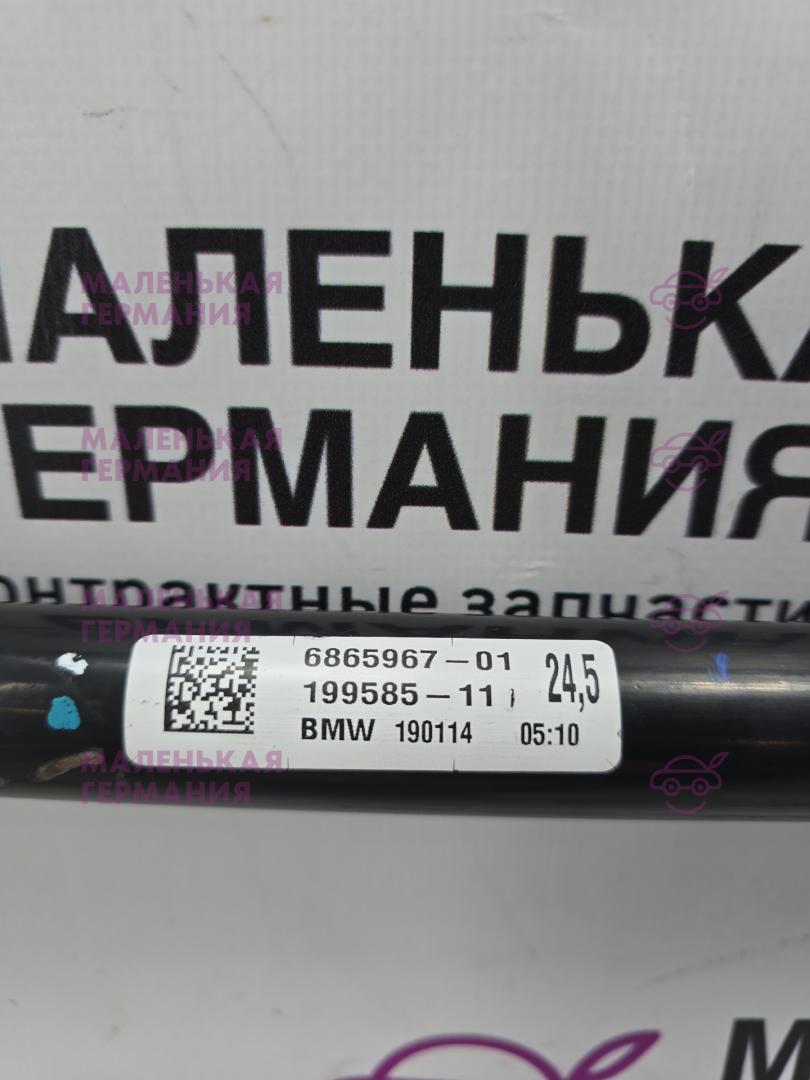 МАЛЕНЬКА
ЕРМАНИЯ
онтрактные запчасти
6865967-01
199585-11
24,5
BMW 190114 05:10
МАЛЕНЬКАЯ
ГЕРМАНИЯ
МАЛЕНЬКАЯ
ГЕРМАНИЯ
МАЛЕНЬКАЯ
ГЕРМАНИЯ
МАЛЕНЬКАЯ
ГЕРМАНИЯ